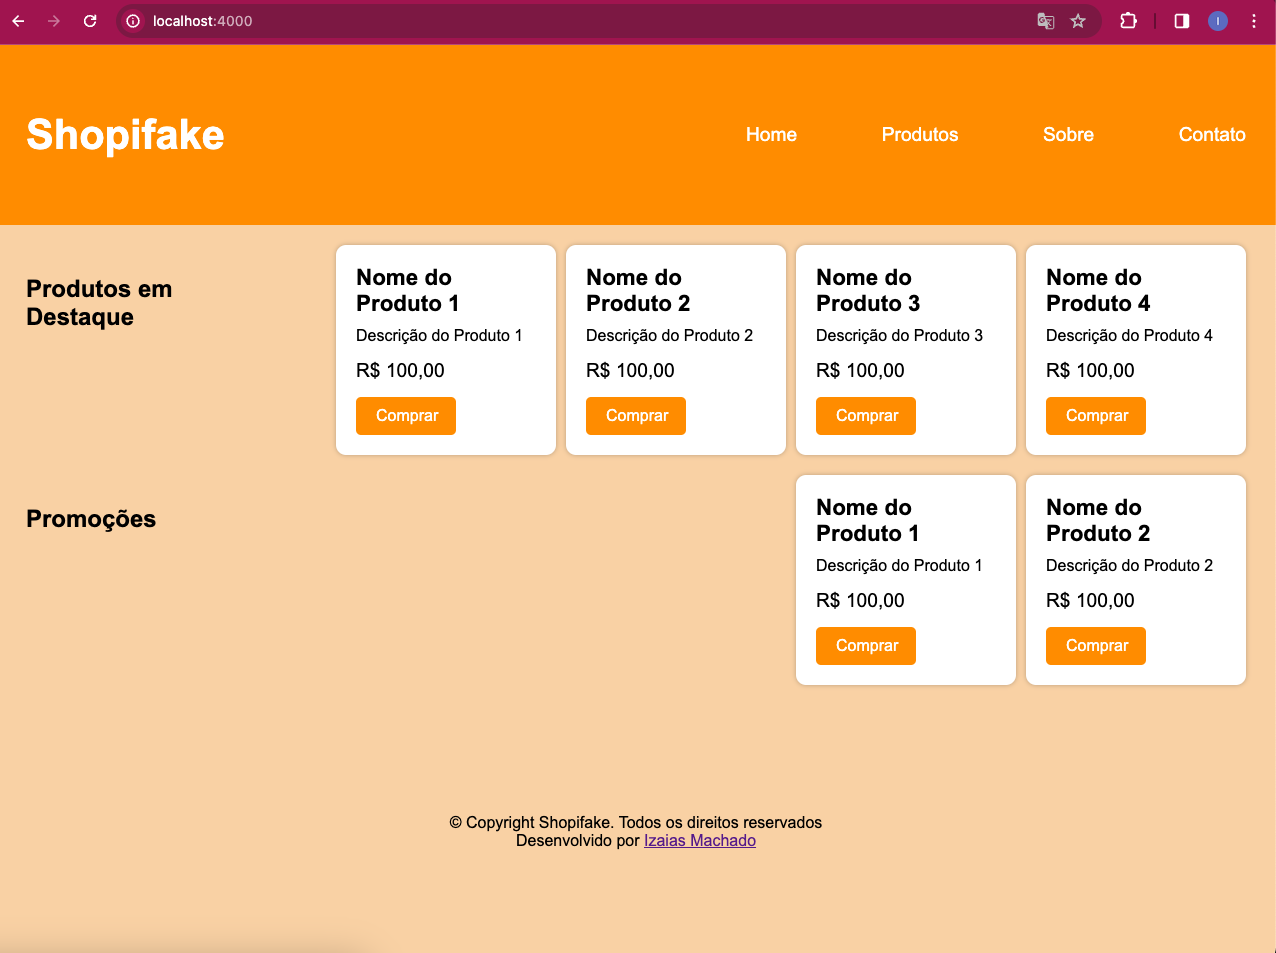 localhost:4000
I
Shopifake
Home
Produtos
Sobre
Contato
Produtos em
Destaque
Nome do
Produto 1
Descrição do Produto 1
R$ 100,00
Comprar
Nome do
Produto 2
Descrição do Produto 2
R$ 100,00
Comprar
Nome do
Produto 3
Descrição do Produto 3
R$ 100,00
Comprar
Nome do
Produto 4
Descrição do Produto 4
R$ 100,00
Comprar
Promoções
Nome do
Produto 1
Descrição do Produto 1
R$ 100,00
Comprar
Nome do
Produto 2
Descrição do Produto 2
R$ 100,00
Comprar
© Copyright Shopifake. Todos os direitos reservados
Desenvolvido por Izaias Machado